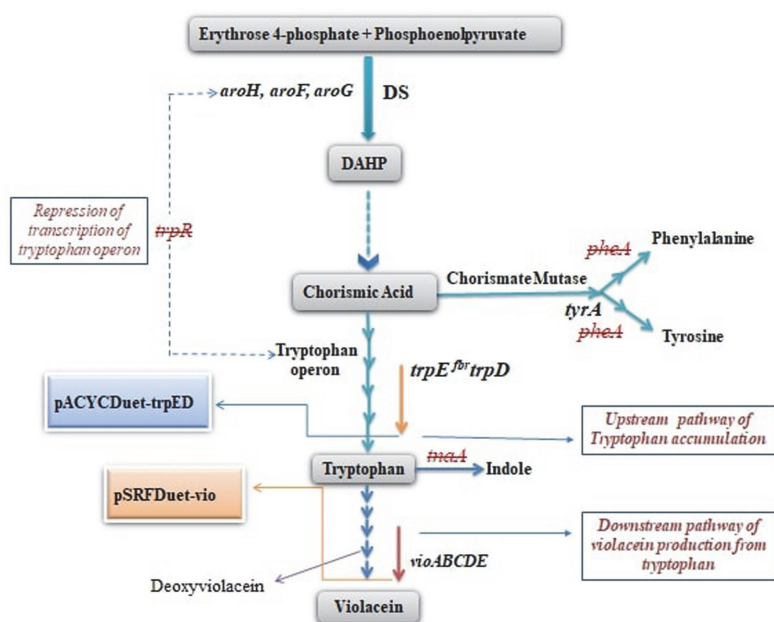 Erythrose 4-phosphate + Phosphoenolpyruvate
aroH, aroF, aroG
DS
DAHP
Repression of
transcription of
tryptophan operon
trpR
Chorismic Acid
Chorismate Mutase
tyrA
pheA
Phenylalanine
pheA
Tyrosine
Tryptophan
operon
trpE fbr trpD
pACYCDuet-trpED
Upstream pathway of
Tryptophan accumulation
Tryptophan
tnaA
Indole
pSRFDuet-vio
Downstream pathway of
violacein production from
tryptophan
vioABCDE
Deoxyviolacein
Violacein